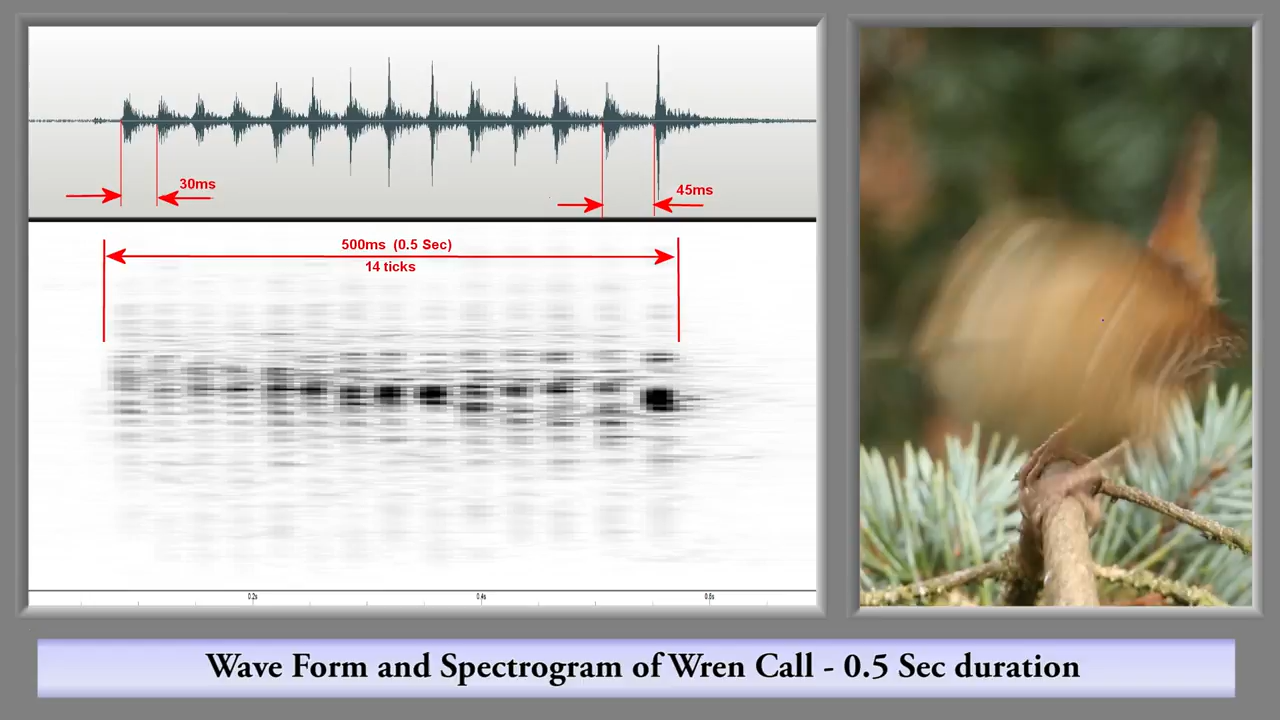 30ms
45ms
500ms (0.5 Sec)
14 ticks
0.2s
0.4s
0.6s
Wave Form and Spectrogram of Wren Call - 0.5 Sec duration